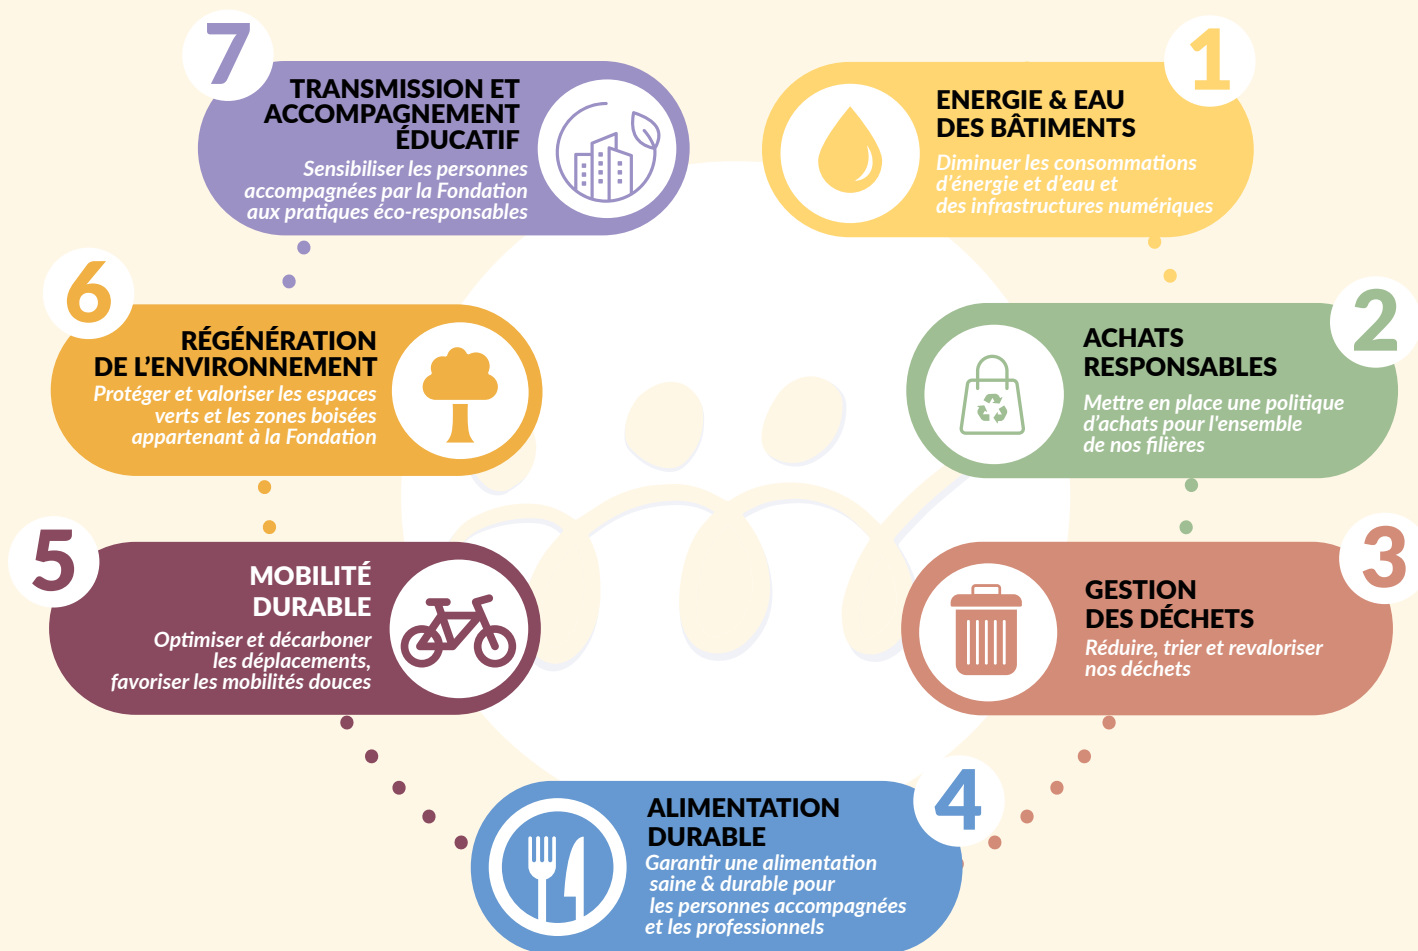 1
ENERGIE & EAU
DES BÂTIMENTS
Diminuer les consommations
d'énergie et d'eau et
des infrastructures numériques
2
ACHATS
RESPONSABLES
Mettre en place une politique
d'achats pour l'ensemble
de nos filières
3
GESTION
DES DÉCHETS
Réduire, trier et revaloriser
nos déchets
4
ALIMENTATION
DURABLE
Garantir une alimentation
saine & durable pour
les personnes accompagnées
et les professionnels
5
MOBILITÉ
DURABLE
Optimiser et décarboner
les déplacements,
favoriser les mobilités douces
6
RÉGÉNÉRATION
DE L'ENVIRONNEMENT
Protéger et valoriser les espaces
verts et les zones boisées
appartenant à la Fondation
7
TRANSMISSION ET
ACCOMPAGNEMENT
ÉDUCATIF
Sensibiliser les personnes
accompagnées par la Fondation
aux pratiques éco-responsables